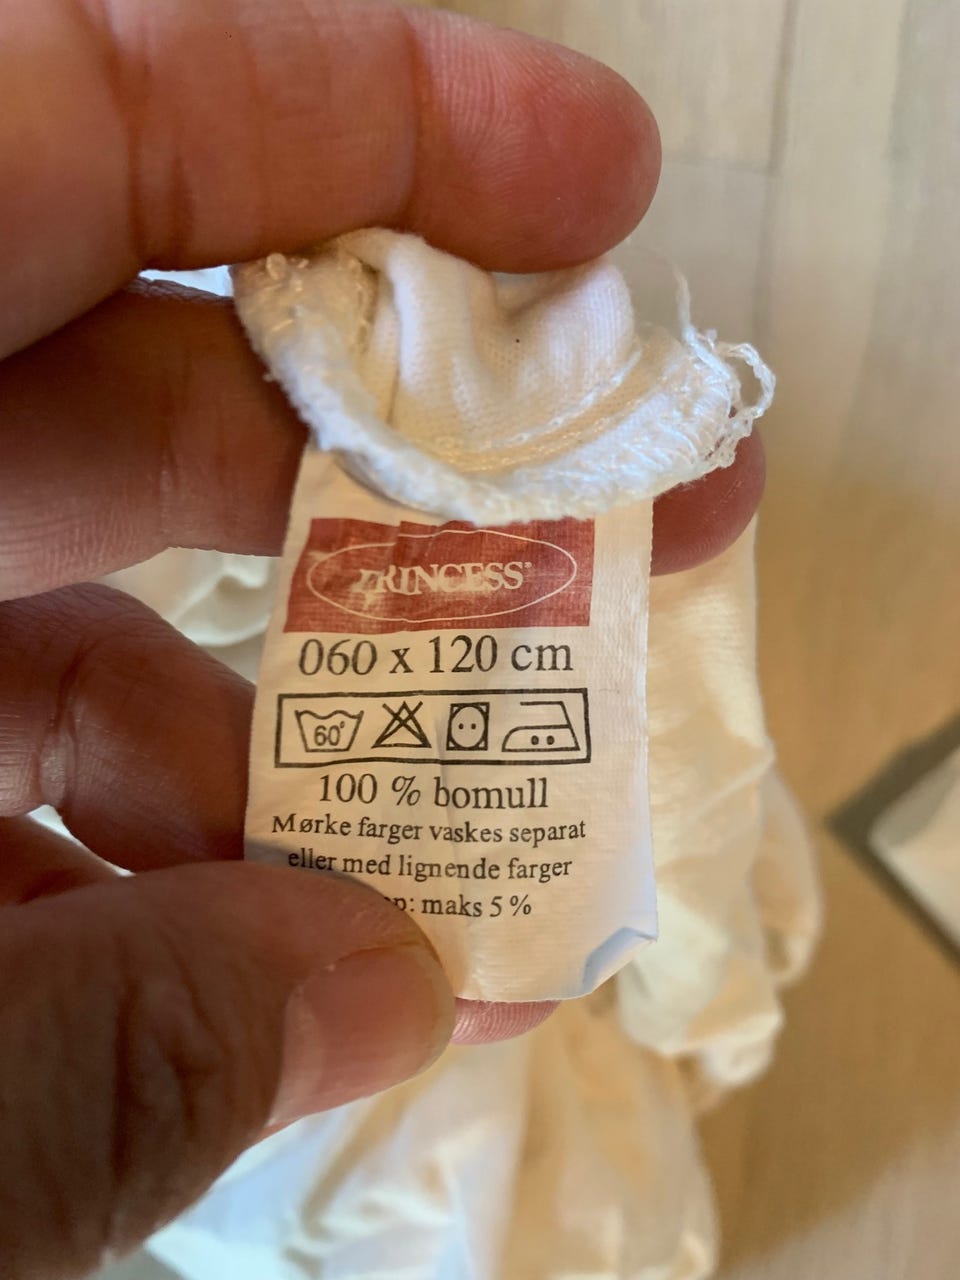 PRINCESS
060 x 120 cm
60°
100 % bomull
Mørke farger vaskes separat
eller med lignende farger
maks 5 %